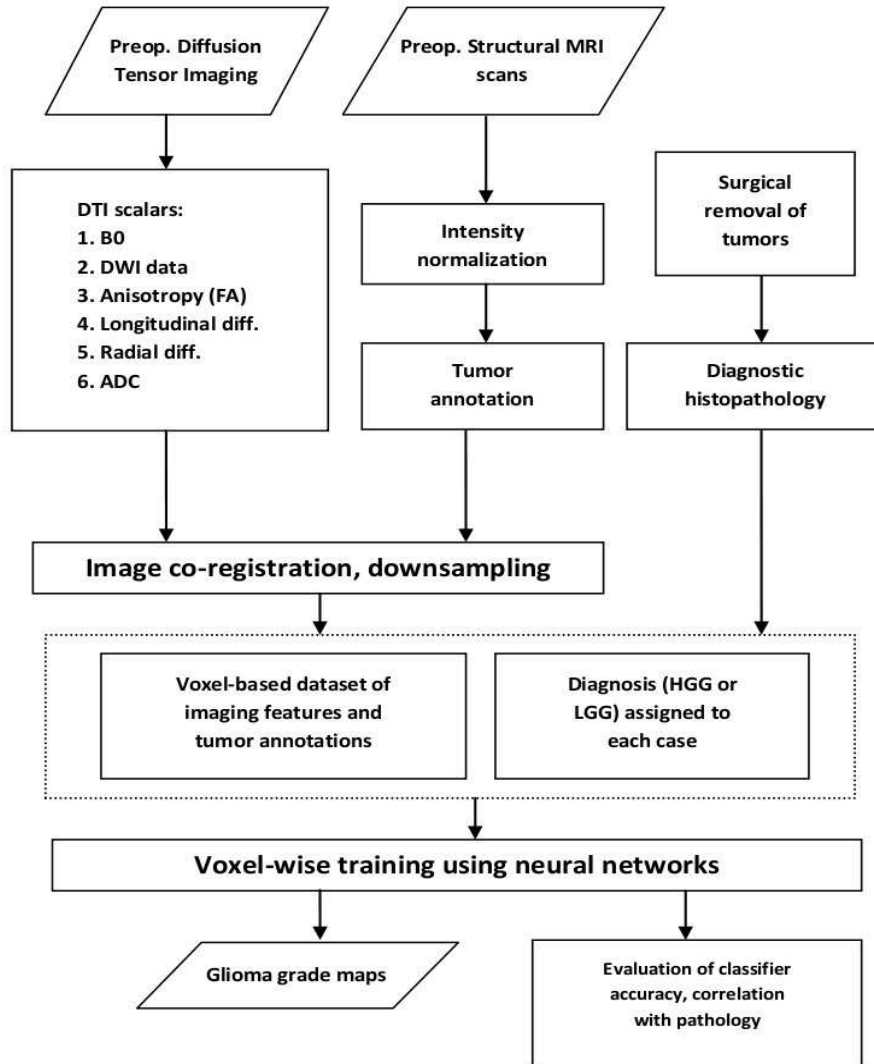 Preop. Diffusion
Tensor Imaging
Preop. Structural MRI
scans
DTI scalars:
1. B0
2. DWI data
3. Anisotropy (FA)
4. Longitudinal diff.
5. Radial diff.
6. ADC
Intensity
normalization
Surgical
removal of
tumors
Tumor
annotation
Diagnostic
histopathology
Image co-registration, downsampling
Voxel-based dataset of
imaging features and
tumor annotations
Diagnosis (HGG or
LGG) assigned to
each case
Voxel-wise training using neural networks
Glioma grade maps
Evaluation of classifier
accuracy, correlation
with pathology